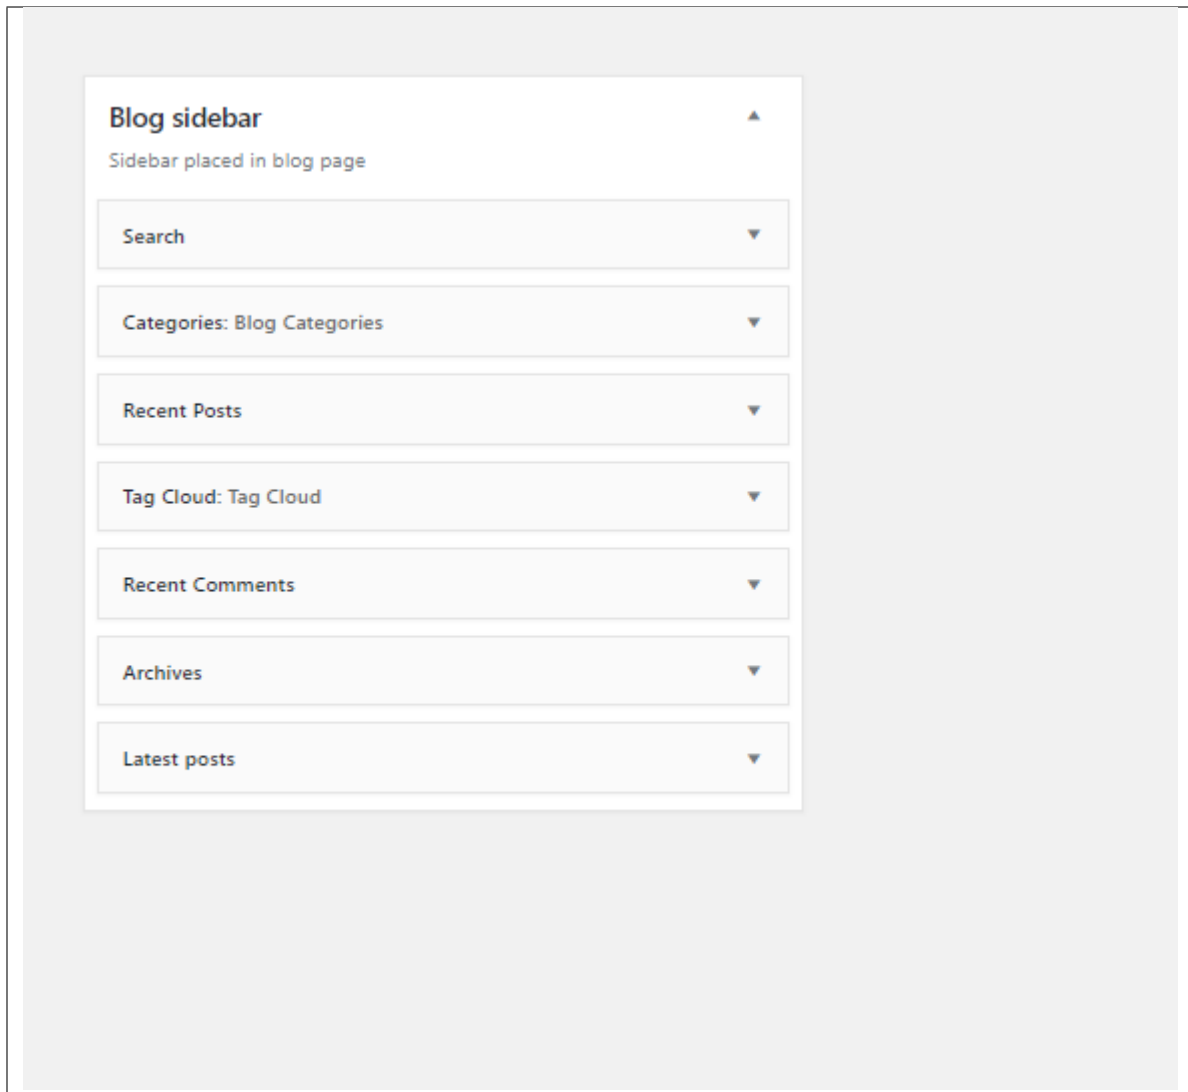 Blog sidebar
Sidebar placed in blog page
Search
Categories: Blog Categories
Recent Posts
Tag Cloud: Tag Cloud
Recent Comments
Archives
Latest posts